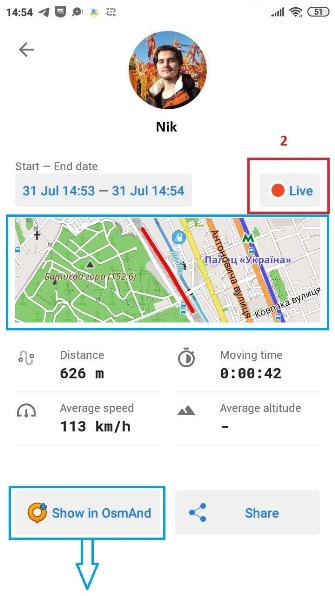 14:54
51
Nik
2
Start — End date
31 Jul 14:53 — 31 Jul 14:54
Live
Батисва гора (152.6)
Антоновича вулиця
Палац «Україна»
Ковпака вулиця
Distance
626 m
Moving time
0:00:42
Average speed
113 km/h
Average altitude
-
Show in OsmAnd
Share